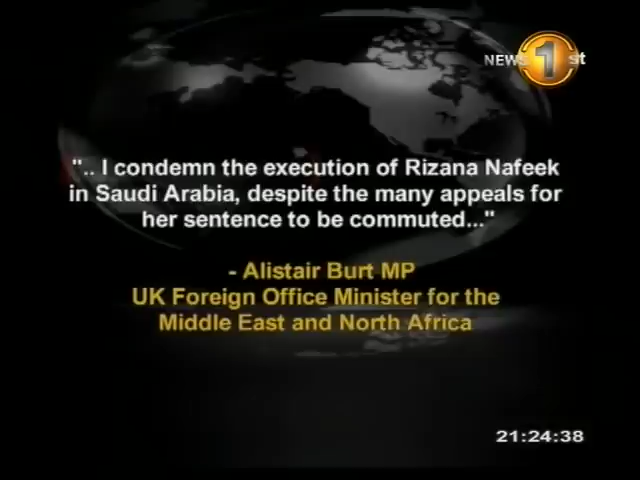 NEWS 1st
".. I condemn the execution of Rizana Nafeek
in Saudi Arabia, despite the many appeals for
her sentence to be commuted..."
- Alistair Burt MP
UK Foreign Office Minister for the
Middle East and North Africa
21:24:38